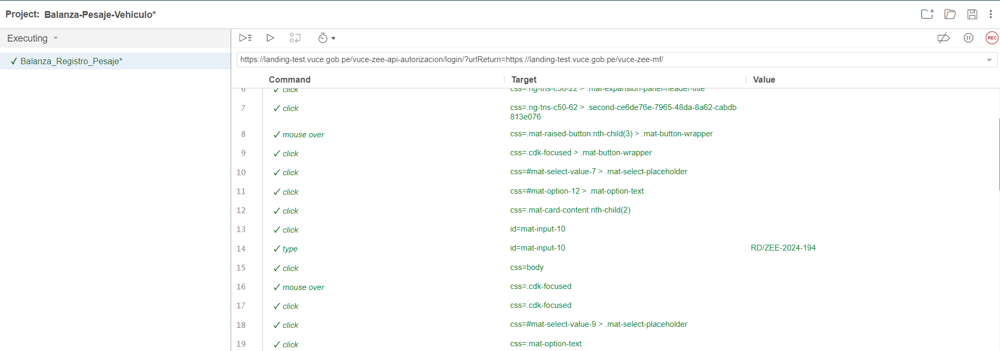 Project: Balanza-Pesaje-Vehiculo*
Executing
REC
✓ Balanza_Registro_Pesaje*
https://landing-test.vuce.gob.pe/vuce-zee-api-autorizacion/login/?urlReturn=https://landing-test.vuce.gob.pe/vuce-zee-mf/
Command Target Value
6 ✓ click css=.ng-tns-c50-22 > .mat-expansion-panel-header-title
7 ✓ click css=.ng-tns-c50-62 > .second-ce6de76e-7965-48da-8a62-cabdb
813e076
8 ✓ mouse over css=.mat-raised-button:nth-child(3) > .mat-button-wrapper
9 ✓ click css=.cdk-focused > .mat-button-wrapper
10 ✓ click css=#mat-select-value-7 > .mat-select-placeholder
11 ✓ click css=#mat-option-12 > .mat-option-text
12 ✓ click css=.mat-card-content:nth-child(2)
13 ✓ click id=mat-input-10
14 ✓ type id=mat-input-10 RD/ZEE-2024-194
15 ✓ click css=body
16 ✓ mouse over css=.cdk-focused
17 ✓ click css=.cdk-focused
18 ✓ click css=#mat-select-value-9 > .mat-select-placeholder
19 ✓ click css=.mat-option-text